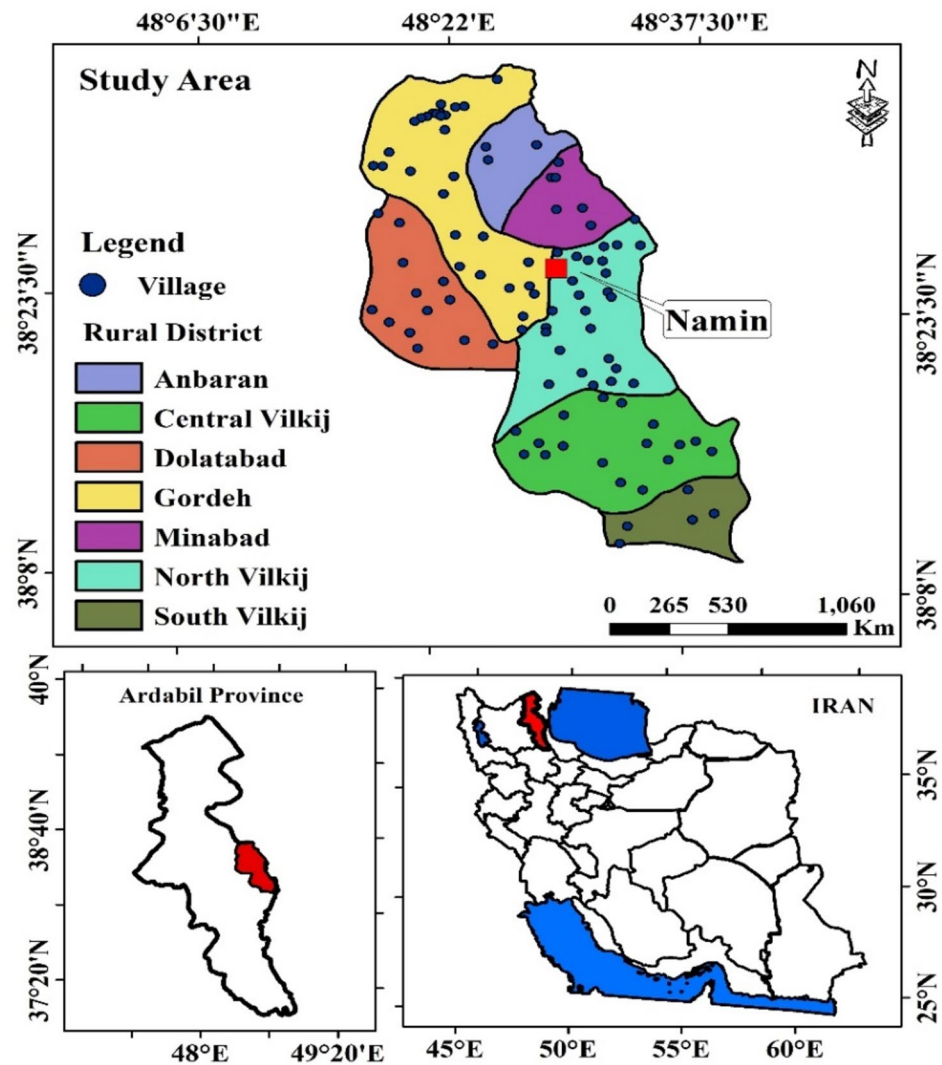 48°6'30"E 48°22'E 48°37'30"E
Study Area
N
Legend
Village
Rural District
Anbaran
Central Vilkij
Dolatabad
Gordeh
Minabad
North Vilkij
South Vilkij
Namin
0 265 530 1,060
Km
38°23'30"N
38°8'N
38°23'30"N
38°8'N
Ardabil Province
40°N
38°40'N
37°20'N
48°E 49°20'E
IRAN
35°N
30°N
25°N
45°E 50°E 55°E 60°E